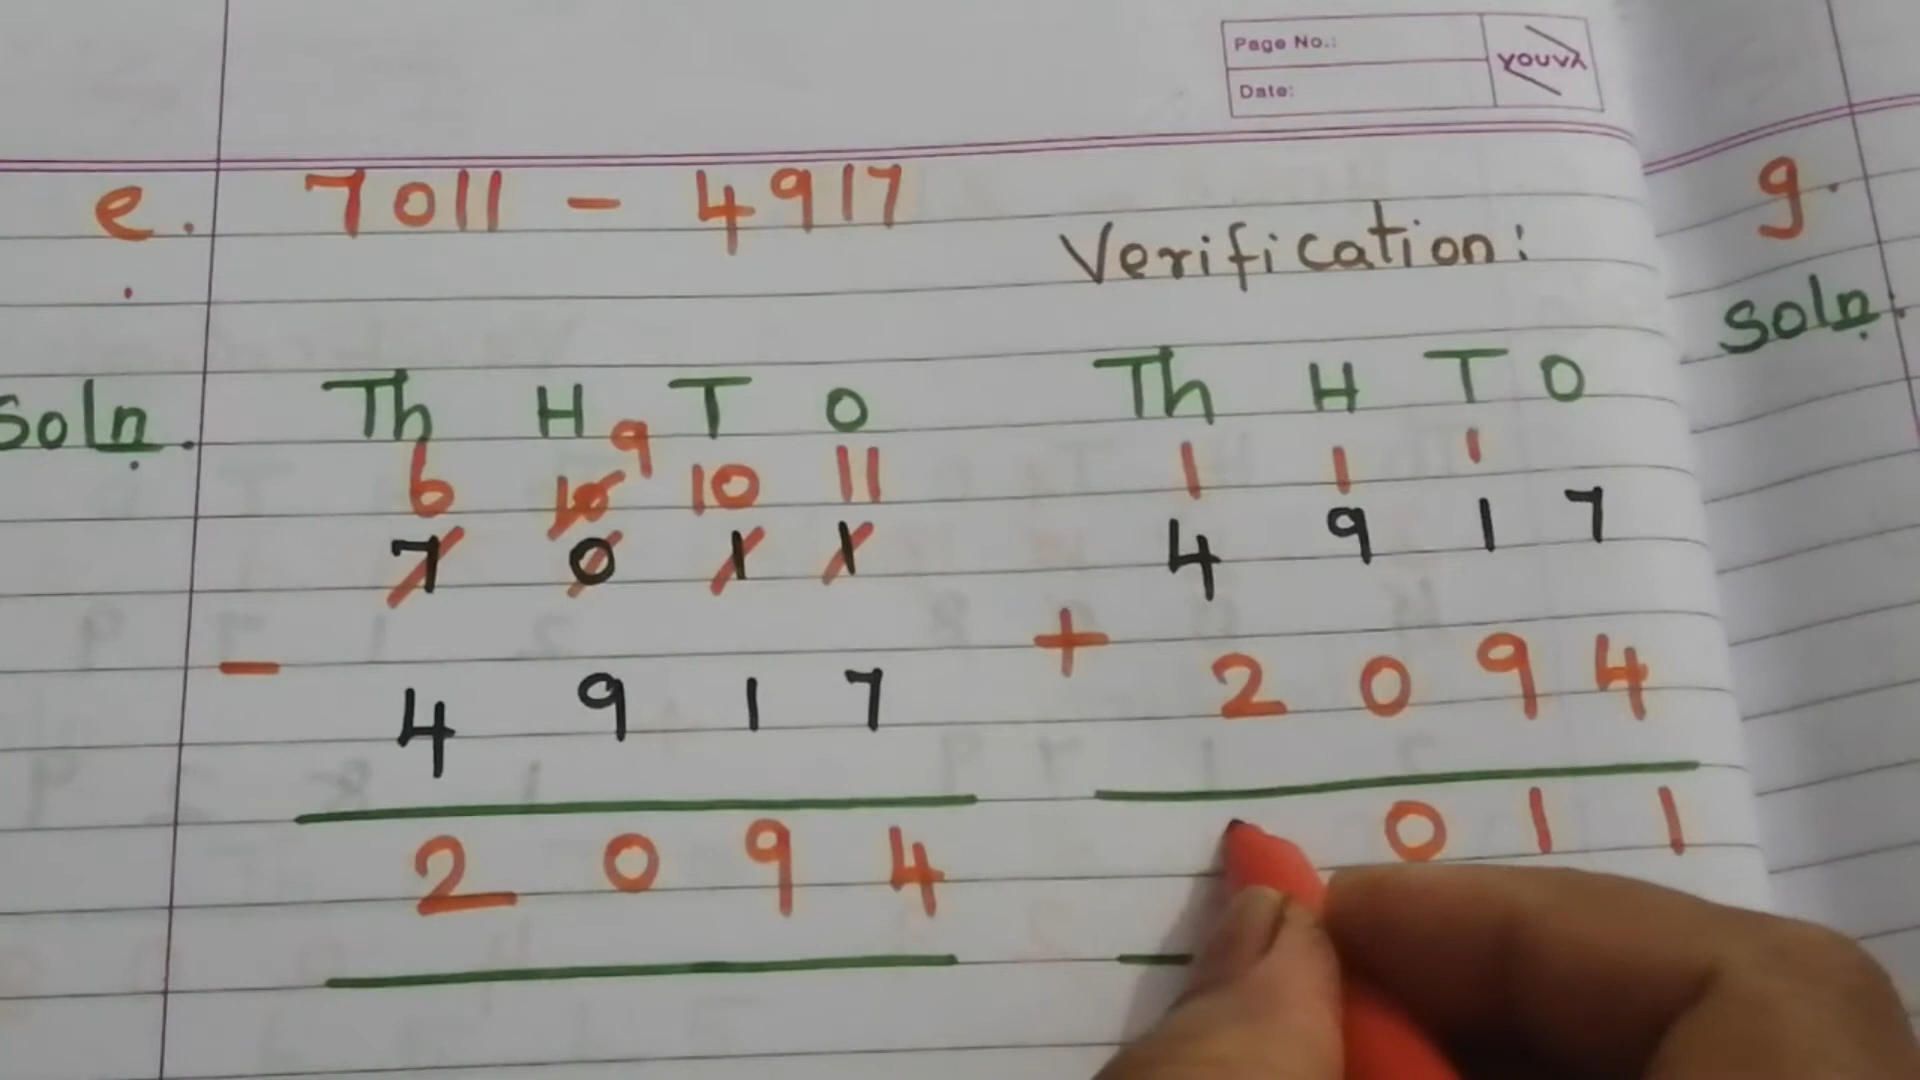 Page No.:
YOUVA
Date:
e. 7011 - 4917
g.
Verification:
Soln.
Soln.
Th H T O
Th H T O
9
6 10 10 11
1 1 1
7 0 1 1
4 9 1 7
- 4 9 1 7
+ 2 0 9 4
2 0 9 4
0 1 1